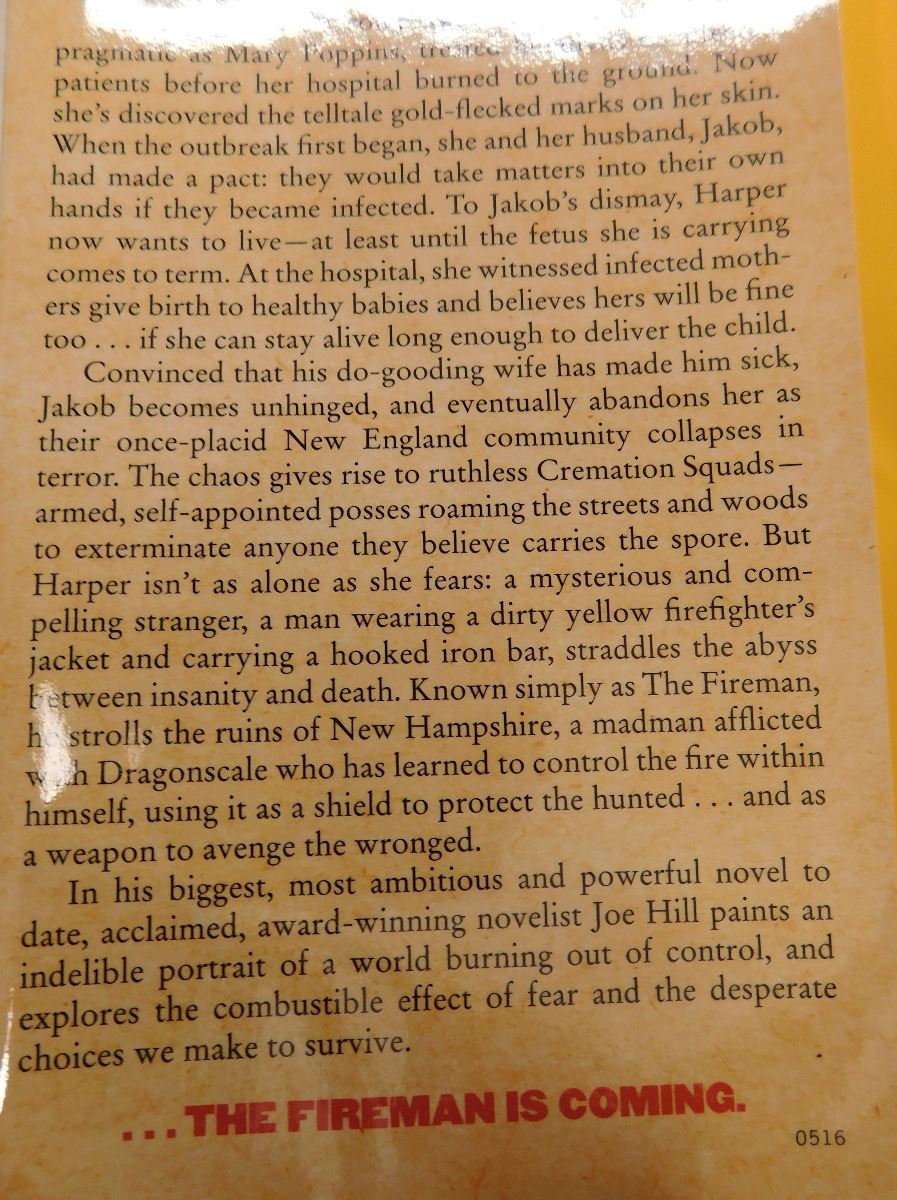 pragmatic as Mary Poppins, treated
patients before her hospital burned to the ground. Now
she's discovered the telltale gold-flecked marks on her skin.
When the outbreak first began, she and her husband, Jakob,
had made a pact: they would take matters into their own
hands if they became infected. To Jakob's dismay, Harper
now wants to live—at least until the fetus she is carrying
comes to term. At the hospital, she witnessed infected moth-
ers give birth to healthy babies and believes hers will be fine
too . . . if she can stay alive long enough to deliver the child.
Convinced that his do-gooding wife has made him sick,
Jakob becomes unhinged, and eventually abandons her as
their once-placid New England community collapses in
terror. The chaos gives rise to ruthless Cremation Squads—
armed, self-appointed posses roaming the streets and woods
to exterminate anyone they believe carries the spore. But
Harper isn't as alone as she fears: a mysterious and com-
pelling stranger, a man wearing a dirty yellow firefighter's
jacket and carrying a hooked iron bar, straddles the abyss
between insanity and death. Known simply as The Fireman,
he strolls the ruins of New Hampshire, a madman afflicted
with Dragonscale who has learned to control the fire within
himself, using it as a shield to protect the hunted . . . and as
a weapon to avenge the wronged.
In his biggest, most ambitious and powerful novel to
date, acclaimed, award-winning novelist Joe Hill paints an
indelible portrait of a world burning out of control, and
explores the combustible effect of fear and the desperate
choices we make to survive.
. . . THE FIREMAN IS COMING.
0516